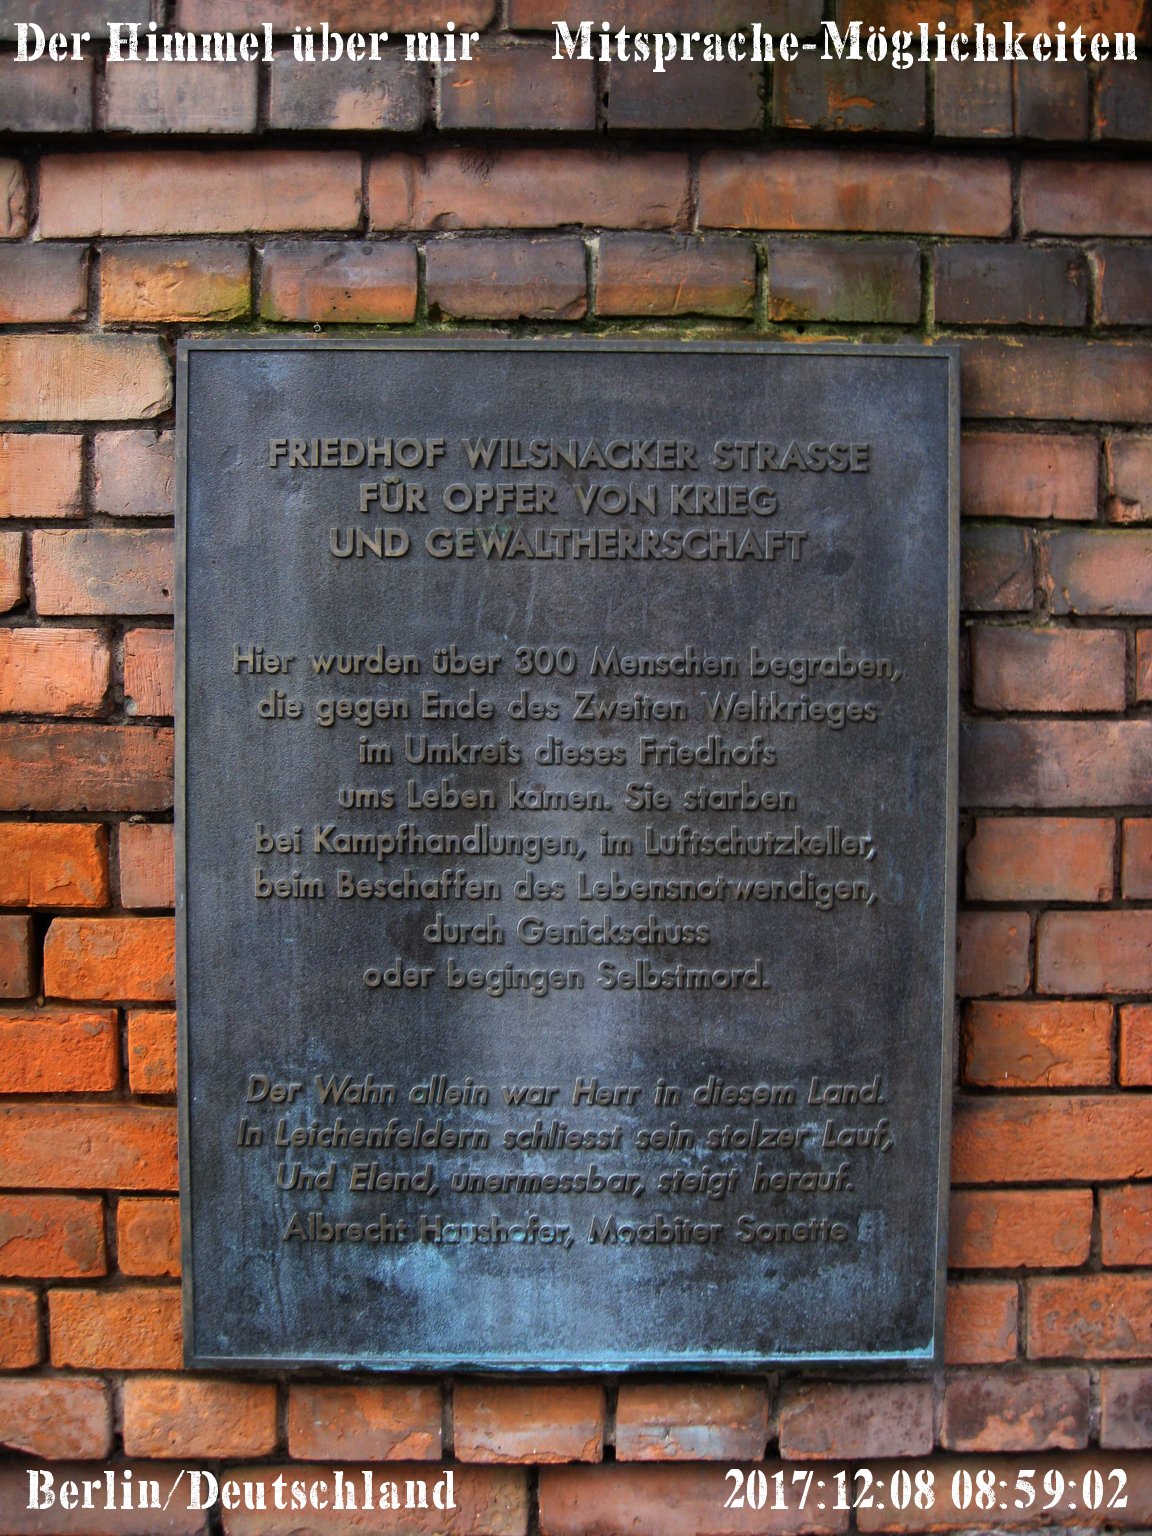 Der Himmel über mir Mitsprache-Möglichkeiten
FRIEDHOF WILSNACKER STRASSE
FÜR OPFER VON KRIEG
UND GEWALTHERRSCHAFT
Hier wurden über 300 Menschen begraben,
die gegen Ende des Zweiten Weltkrieges
im Umkreis dieses Friedhofs
ums Leben kamen. Sie starben
bei Kampfhandlungen, im Luftschutzkeller,
beim Beschaffen des Lebensnotwendigen,
durch Genickschuss
oder begingen Selbstmord.
Der Wahn allein war Herr in diesem Land.
In Leichenfeldern schliesst sein stolzer Lauf,
Und Elend, unermessbar, steigt herauf.
Albrecht Haushofer, Moabiter Sonette
Berlin/Deutschland 2017:12:08 08:59:02